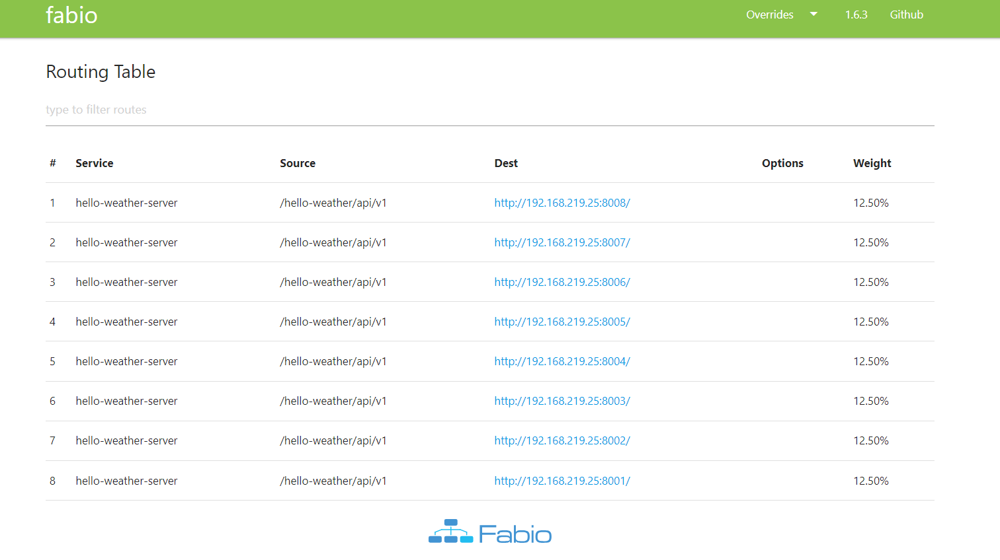 fabio Overrides 1.6.3 Github
Routing Table
type to filter routes
# Service Source Dest Options Weight
1 hello-weather-server /hello-weather/api/v1 http://192.168.219.25:8008/ 12.50%
2 hello-weather-server /hello-weather/api/v1 http://192.168.219.25:8007/ 12.50%
3 hello-weather-server /hello-weather/api/v1 http://192.168.219.25:8006/ 12.50%
4 hello-weather-server /hello-weather/api/v1 http://192.168.219.25:8005/ 12.50%
5 hello-weather-server /hello-weather/api/v1 http://192.168.219.25:8004/ 12.50%
6 hello-weather-server /hello-weather/api/v1 http://192.168.219.25:8003/ 12.50%
7 hello-weather-server /hello-weather/api/v1 http://192.168.219.25:8002/ 12.50%
8 hello-weather-server /hello-weather/api/v1 http://192.168.219.25:8001/ 12.50%
Fabio